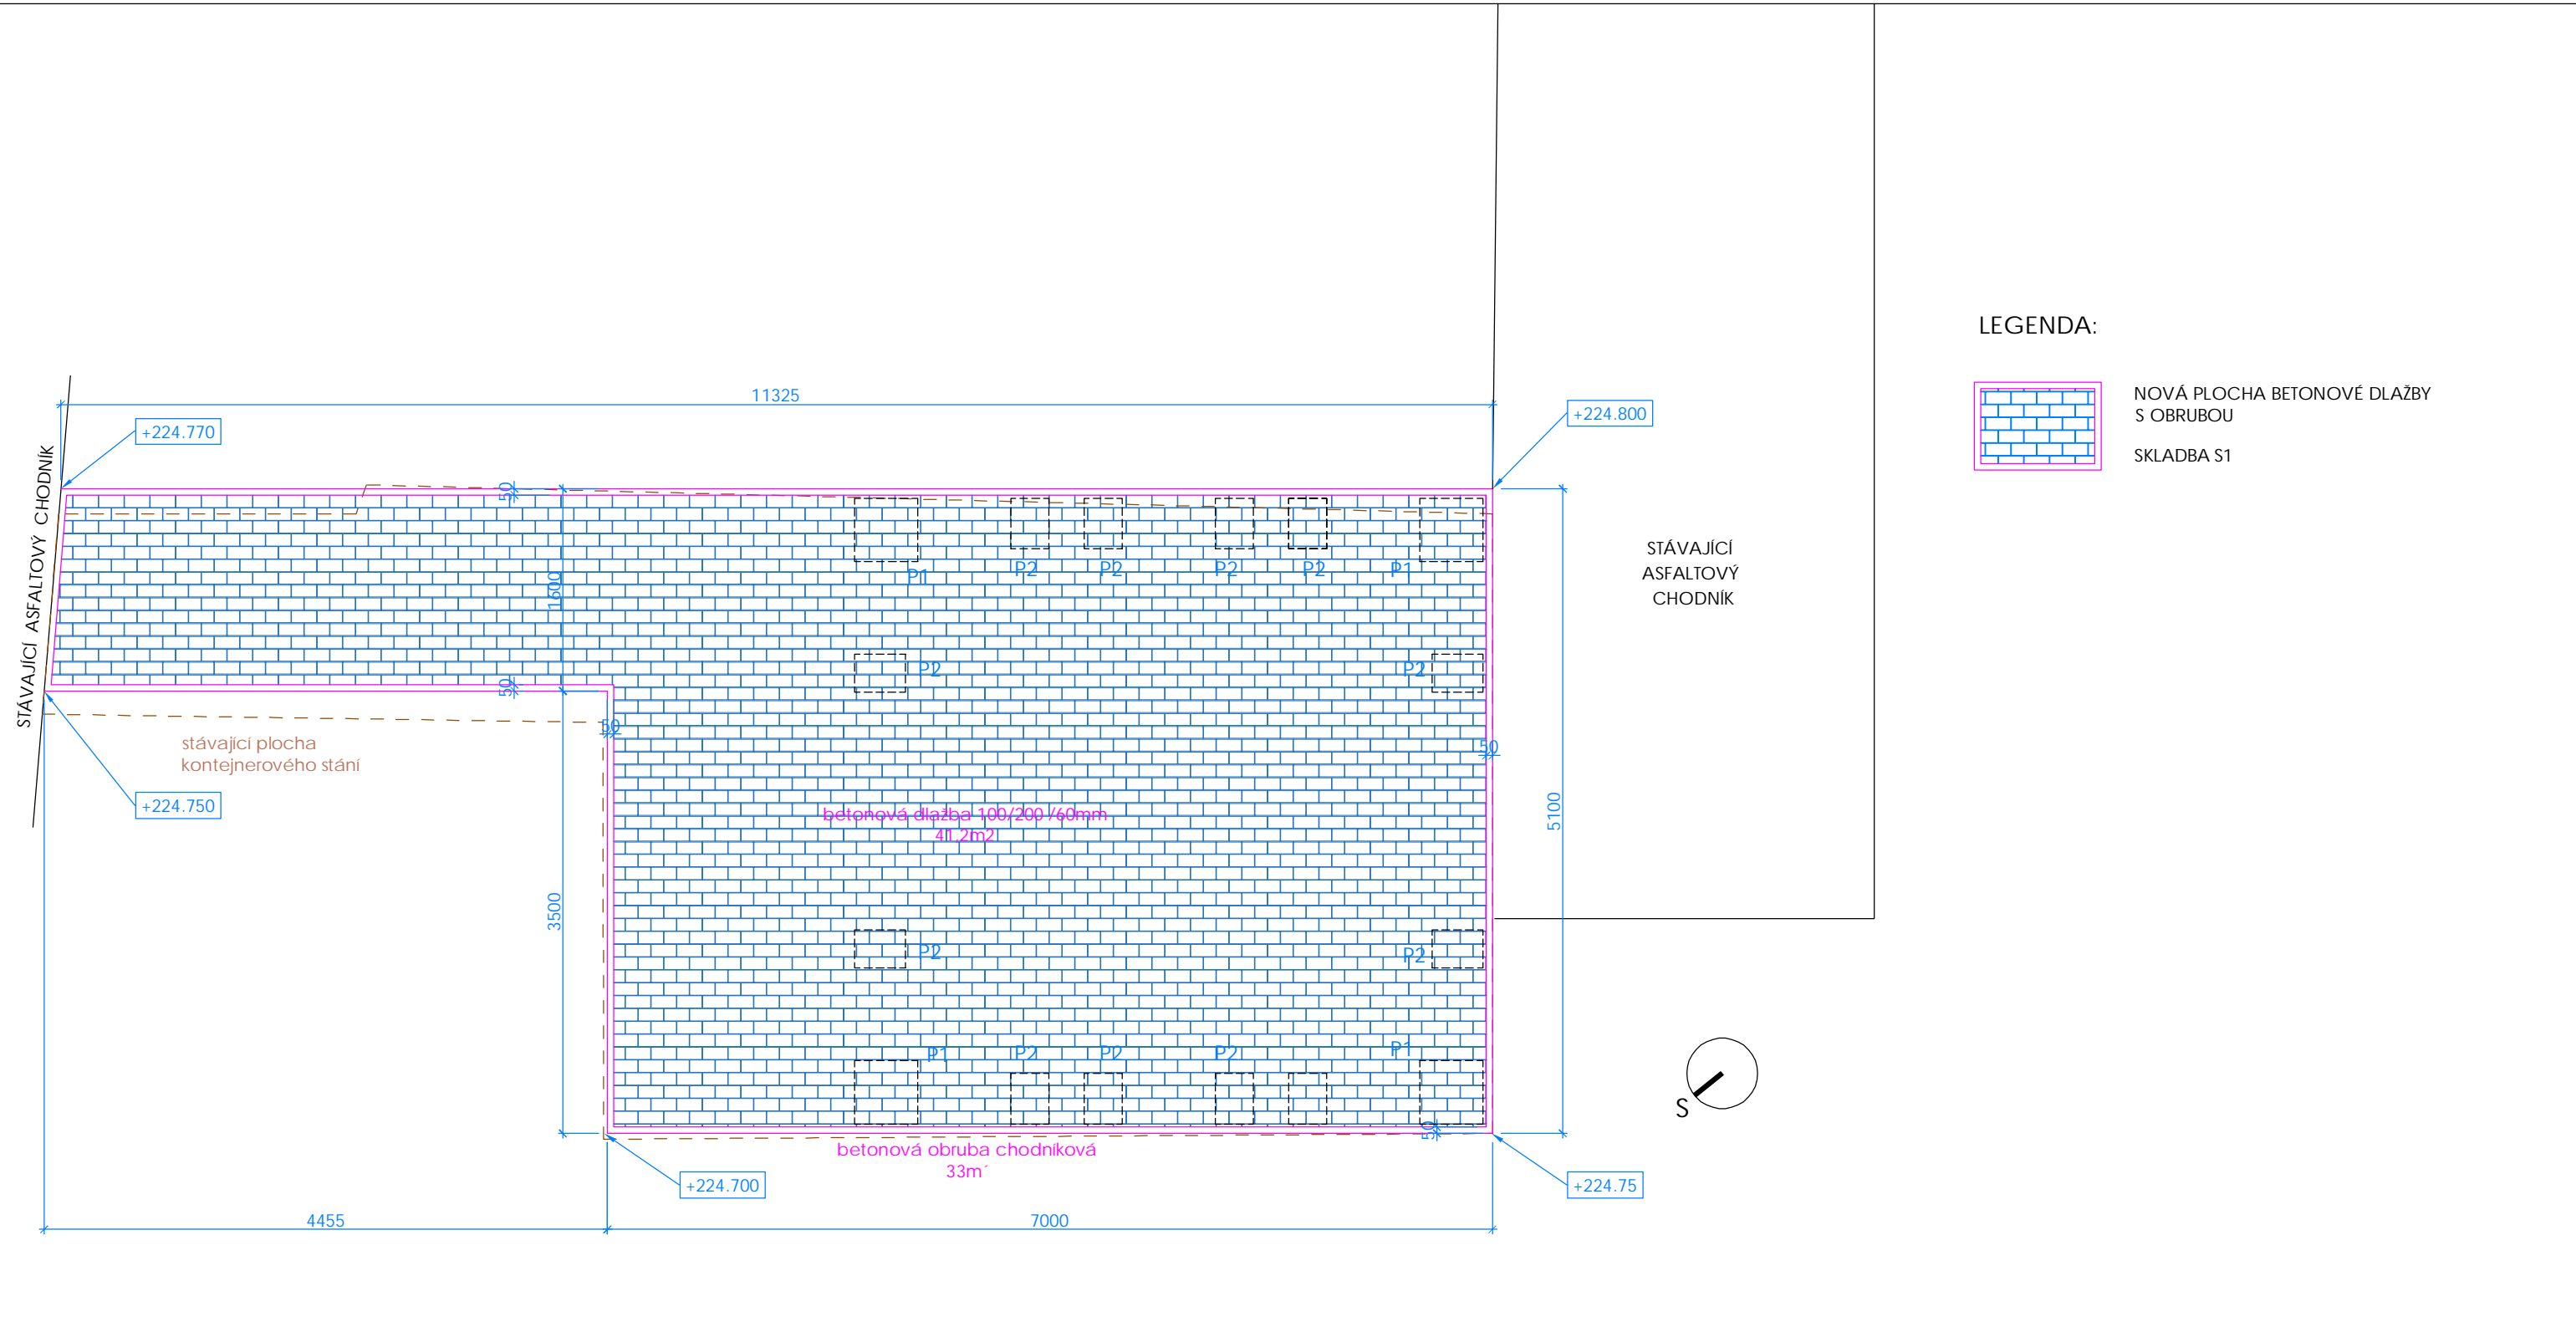 LEGENDA:
NOVÁ PLOCHA BETONOVÉ DLAŽBY
S OBRUBOU
SKLADBA S1
11325
+224.770
+224.800
STÁVAJÍCÍ ASFALTOVÝ CHODNÍK
50
1600
P1
P2
P2
P2
P2
P1
STÁVAJÍCÍ
ASFALTOVÝ
CHODNÍK
P2
P2
50
50
50
stávající plocha
kontejnerového stání
+224.750
betonová dlažba 100/200 /60mm
41,2m2
5100
3500
P2
P2
P1
P2
P2
P2
P1
50
S
betonová obruba chodníková
33m´
+224.700
+224.75
4455
7000